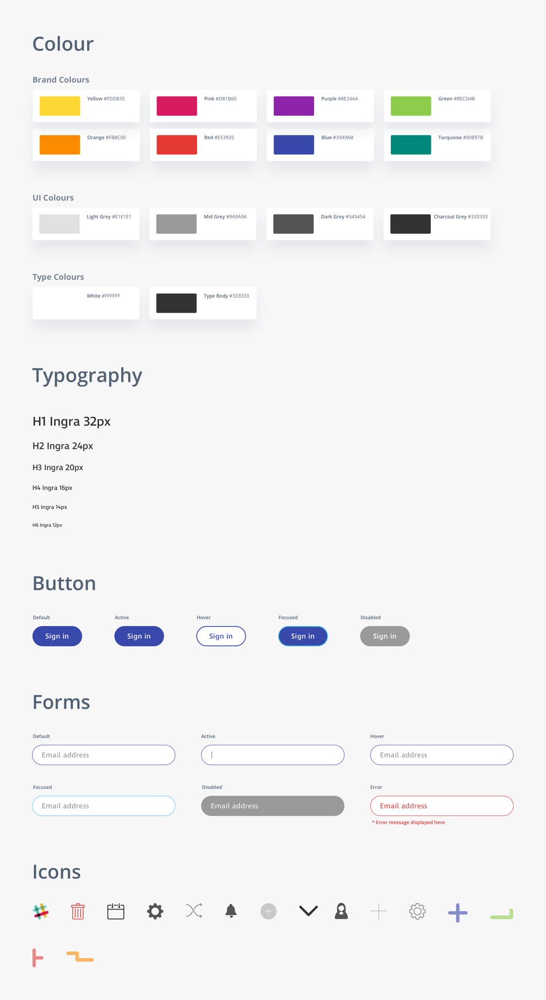 Colour
Brand Colours
Yellow #FDD835
Pink #D81B60
Purple #8E24AA
Green #8ECD4B
Orange #FB8C00
Red #E53935
Blue #3949AB
Turquoise #00897B
UI Colours
Light Grey #E1E1E1
Mid Grey #9A9A9A
Dark Grey #545454
Charcoal Grey #333333
Type Colours
White #FFFFFF
Type Body #333333
Typography
H1 Ingra 32px
H2 Ingra 24px
H3 Ingra 20px
H4 Ingra 16px
H5 Ingra 14px
H6 Ingra 12px
Button
Default
Active
Hover
Focused
Disabled
Sign in
Sign in
Sign in
Sign in
Sign in
Forms
Default
Active
Hover
Email address
Email address
Focused
Disabled
Error
Email address
Email address
Email address
* Error message displayed here
Icons